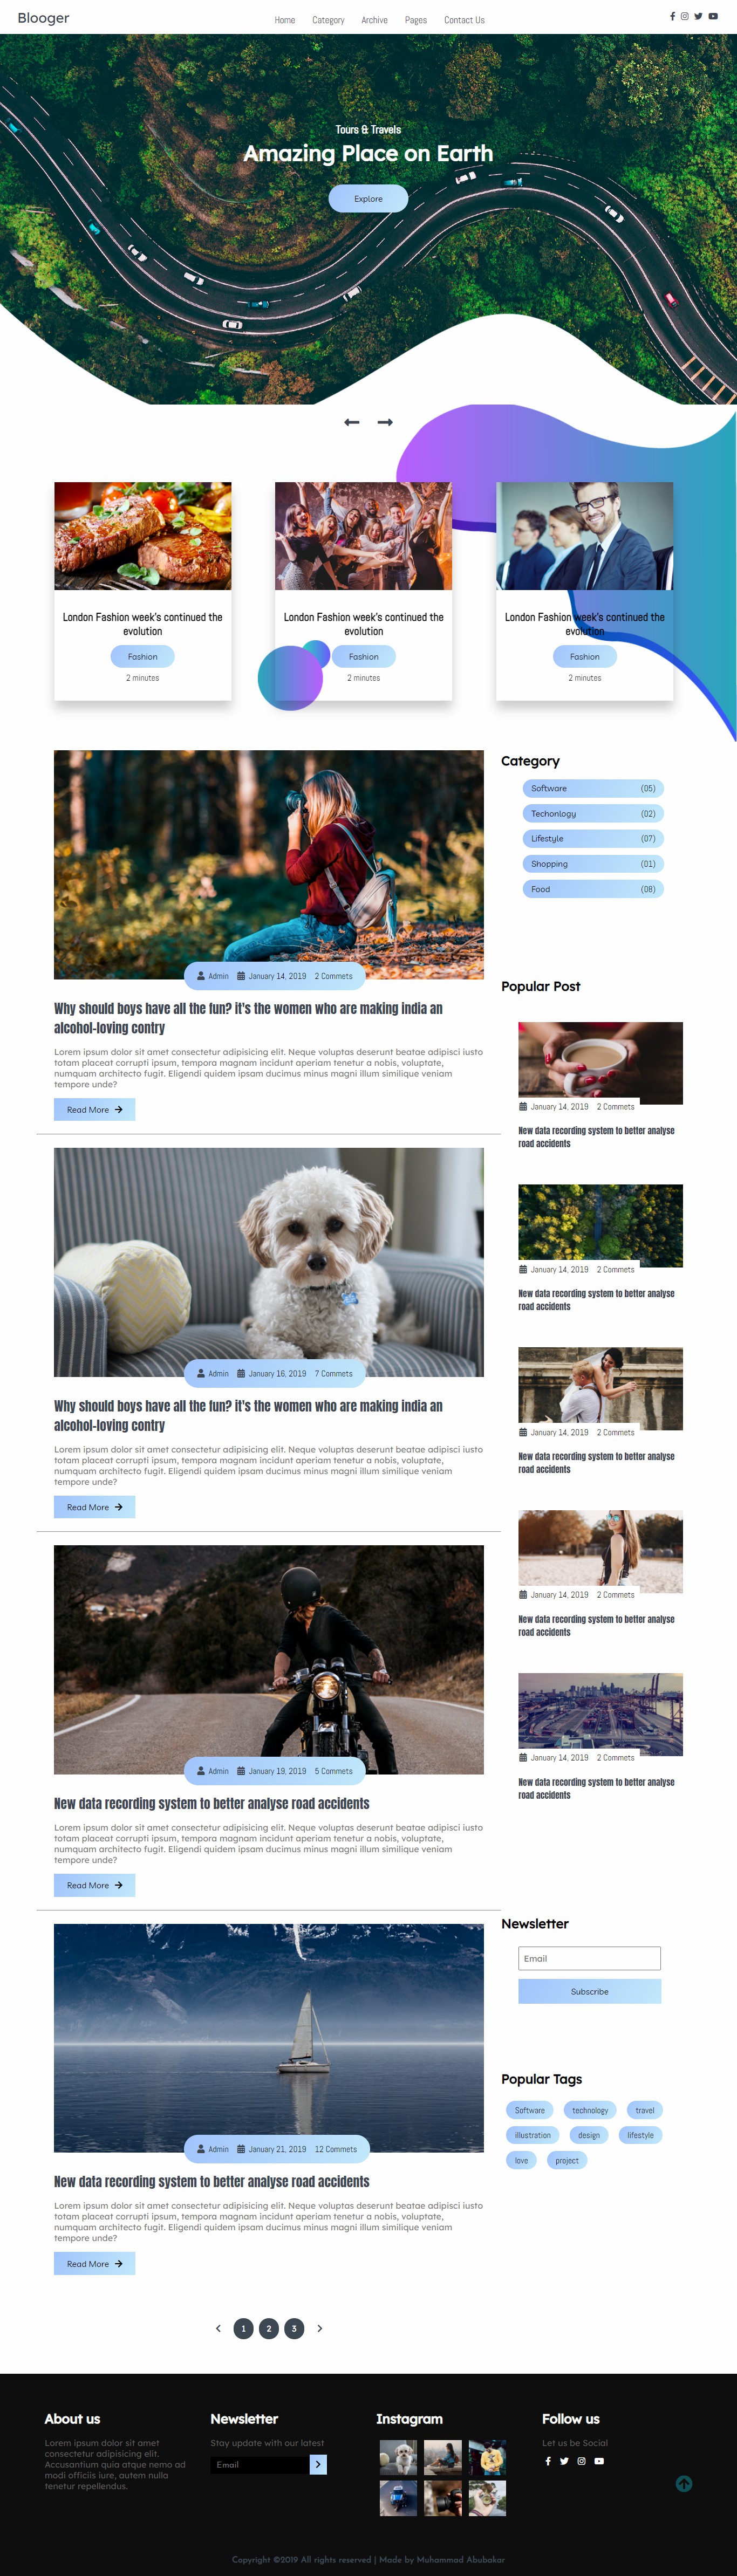 Blooger
Home Category Archive Pages Contact Us
Tours & Travels
Amazing Place on Earth
Explore
London Fashion week's continued the
evolution
Fashion
2 minutes
London Fashion week's continued the
evolution
Fashion
2 minutes
London Fashion week's continued the
evolution
Fashion
2 minutes
Admin January 14, 2019 2 Commets
Why should boys have all the fun? it's the women who are making india an
alcohol-loving contry
Lorem ipsum dolor sit amet consectetur adipisicing elit. Neque voluptas deserunt beatae adipisci iusto
totam placeat corrupti ipsum, tempora magnam incidunt aperiam tenetur a nobis, voluptate,
numquam architecto fugit. Eligendi quidem ipsam ducimus minus magni illum similique veniam
tempore unde?
Read More
Admin January 16, 2019 7 Commets
Why should boys have all the fun? it's the women who are making india an
alcohol-loving contry
Lorem ipsum dolor sit amet consectetur adipisicing elit. Neque voluptas deserunt beatae adipisci iusto
totam placeat corrupti ipsum, tempora magnam incidunt aperiam tenetur a nobis, voluptate,
numquam architecto fugit. Eligendi quidem ipsam ducimus minus magni illum similique veniam
tempore unde?
Read More
Admin January 19, 2019 5 Commets
New data recording system to better analyse road accidents
Lorem ipsum dolor sit amet consectetur adipisicing elit. Neque voluptas deserunt beatae adipisci iusto
totam placeat corrupti ipsum, tempora magnam incidunt aperiam tenetur a nobis, voluptate,
numquam architecto fugit. Eligendi quidem ipsam ducimus minus magni illum similique veniam
tempore unde?
Read More
Admin January 21, 2019 12 Commets
New data recording system to better analyse road accidents
Lorem ipsum dolor sit amet consectetur adipisicing elit. Neque voluptas deserunt beatae adipisci iusto
totam placeat corrupti ipsum, tempora magnam incidunt aperiam tenetur a nobis, voluptate,
numquam architecto fugit. Eligendi quidem ipsam ducimus minus magni illum similique veniam
tempore unde?
Read More
1 2 3
Category
Software (05)
Techonlogy (02)
Lifestyle (07)
Shopping (01)
Food (08)
Popular Post
January 14, 2019 2 Commets
New data recording system to better analyse
road accidents
January 14, 2019 2 Commets
New data recording system to better analyse
road accidents
January 14, 2019 2 Commets
New data recording system to better analyse
road accidents
January 14, 2019 2 Commets
New data recording system to better analyse
road accidents
January 14, 2019 2 Commets
New data recording system to better analyse
road accidents
Newsletter
Email
Subscribe
Popular Tags
Software technology travel
illustration design lifestyle
love project
About us
Lorem ipsum dolor sit amet
consectetur adipisicing elit.
Accusantium quia atque nemo ad
modi officiis iure, autem nulla
tenetur repellendus.
Newsletter
Stay update with our latest
Email
Instagram
Follow us
Let us be Social
Copyright ©2019 All rights reserved | Made by Muhammad Abubakar